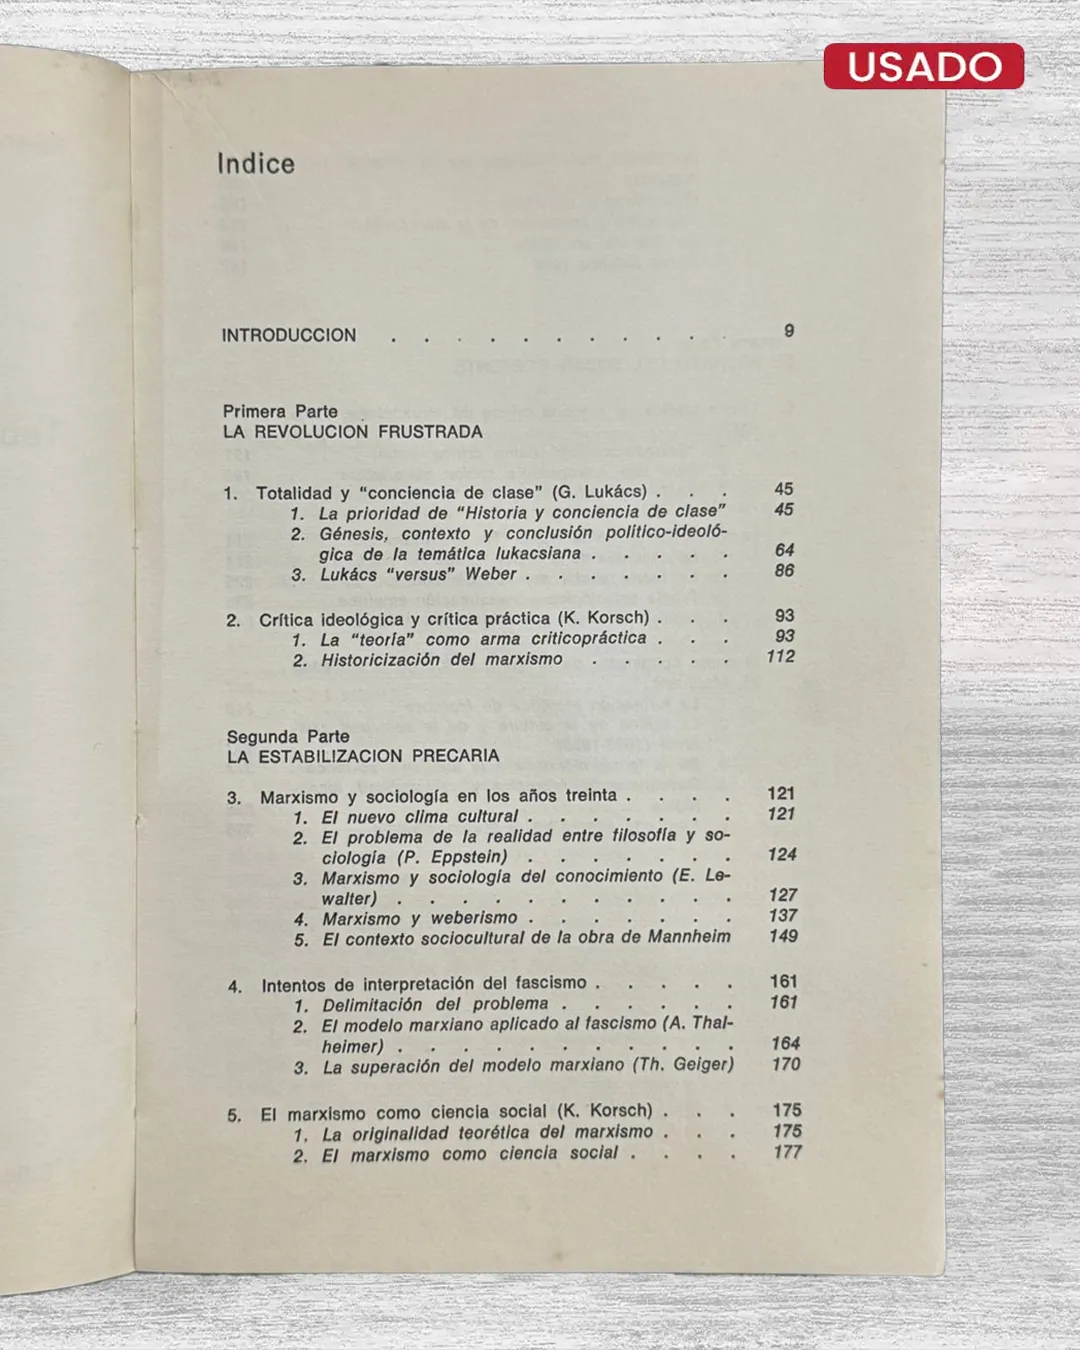 USADO
Indice
INTRODUCCION . . . . . . . . . . . . 9
Primera Parte
LA REVOLUCION FRUSTRADA
1. Totalidad y “conciencia de clase” (G. Lukács) . . . 45
1. La prioridad de “Historia y conciencia de clase” 45
2. Génesis, contexto y conclusión político-ideoló-
gica de la temática lukacsiana . . . . . 64
3. Lukács “versus” Weber . . . . . . . 86
2. Crítica ideológica y crítica práctica (K. Korsch) . . . 93
1. La “teoría” como arma criticopráctica . . . 93
2. Historicización del marxismo . . . . . 112
Segunda Parte
LA ESTABILIZACION PRECARIA
3. Marxismo y sociología en los años treinta . . . . 121
1. El nuevo clima cultural . . . . . . . 121
2. El problema de la realidad entre filosofía y so-
ciología (P. Eppstein) . . . . . . . 124
3. Marxismo y sociología del conocimiento (E. Le-
walter) . . . . . . . . . . . 127
4. Marxismo y weberismo . . . . . . . 137
5. El contexto sociocultural de la obra de Mannheim 149
4. Intentos de interpretación del fascismo . . . . . 161
1. Delimitación del problema . . . . . . 161
2. El modelo marxiano aplicado al fascismo (A. Thal-
heimer) . . . . . . . . . . . 164
3. La superación del modelo marxiano (Th. Geiger) 170
5. El marxismo como ciencia social (K. Korsch) . . . 175
1. La originalidad teorética del marxismo . . . 175
2. El marxismo como ciencia social . . . . 177